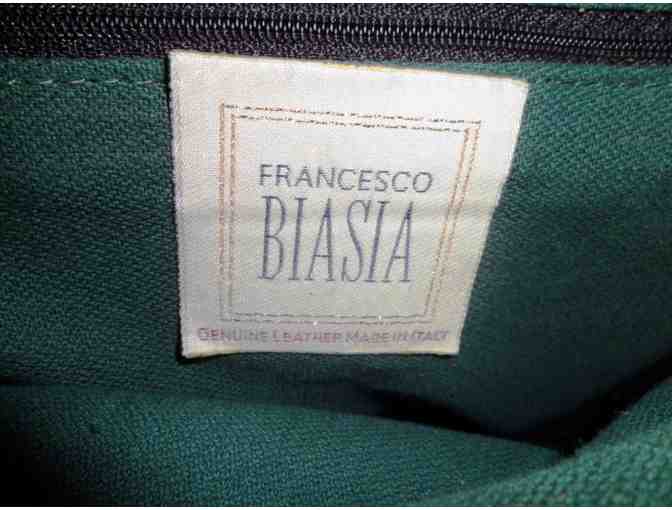 FRANCESCO
BIASIA
GENUINE LEATHER MADE IN ITALY